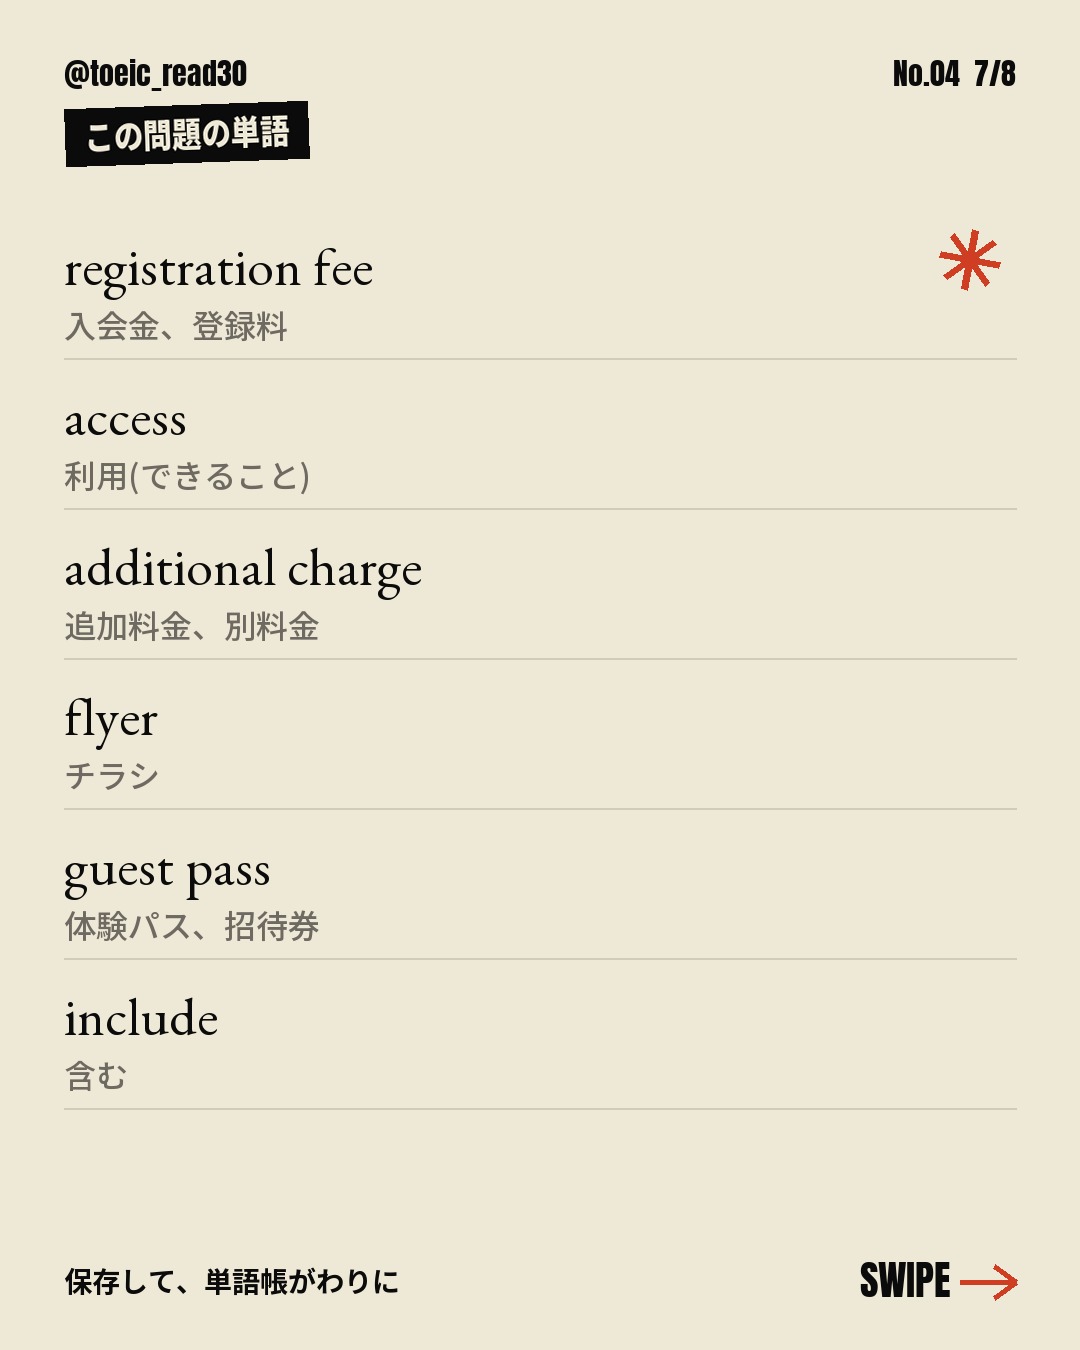 @toeic_read30
No.04 7/8
この問題の単語
registration fee
入会金、登録料
access
利用(できること)
additional charge
追加料金、別料金
flyer
チラシ
guest pass
体験パス、招待券
include
含む
保存して、単語帳がわりに
SWIPE